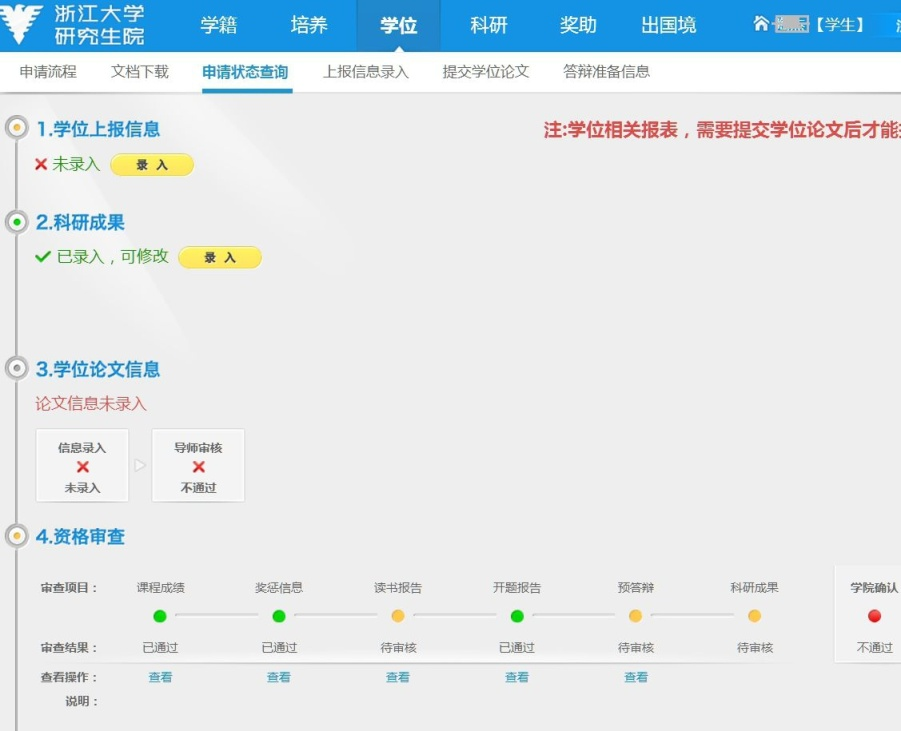 浙江大学
研究生院
学籍 培养 学位 科研 奖助 出国境 【学生】
申请流程 文档下载 申请状态查询 上报信息录入 提交学位论文 答辩准备信息
1.学位上报信息 注:学位相关报表，需要提交学位论文后才能
未录入 录 入
2.科研成果
已录入，可修改 录 入
3.学位论文信息
论文信息未录入
信息录入 导师审核
未录入 不通过
4.资格审查
审查项目： 课程成绩 奖惩信息 读书报告 开题报告 预答辩 科研成果 学院确认
审查结果： 已通过 已通过 待审核 已通过 待审核 待审核 不通过
查看操作： 查看 查看 查看 查看 查看
说明：